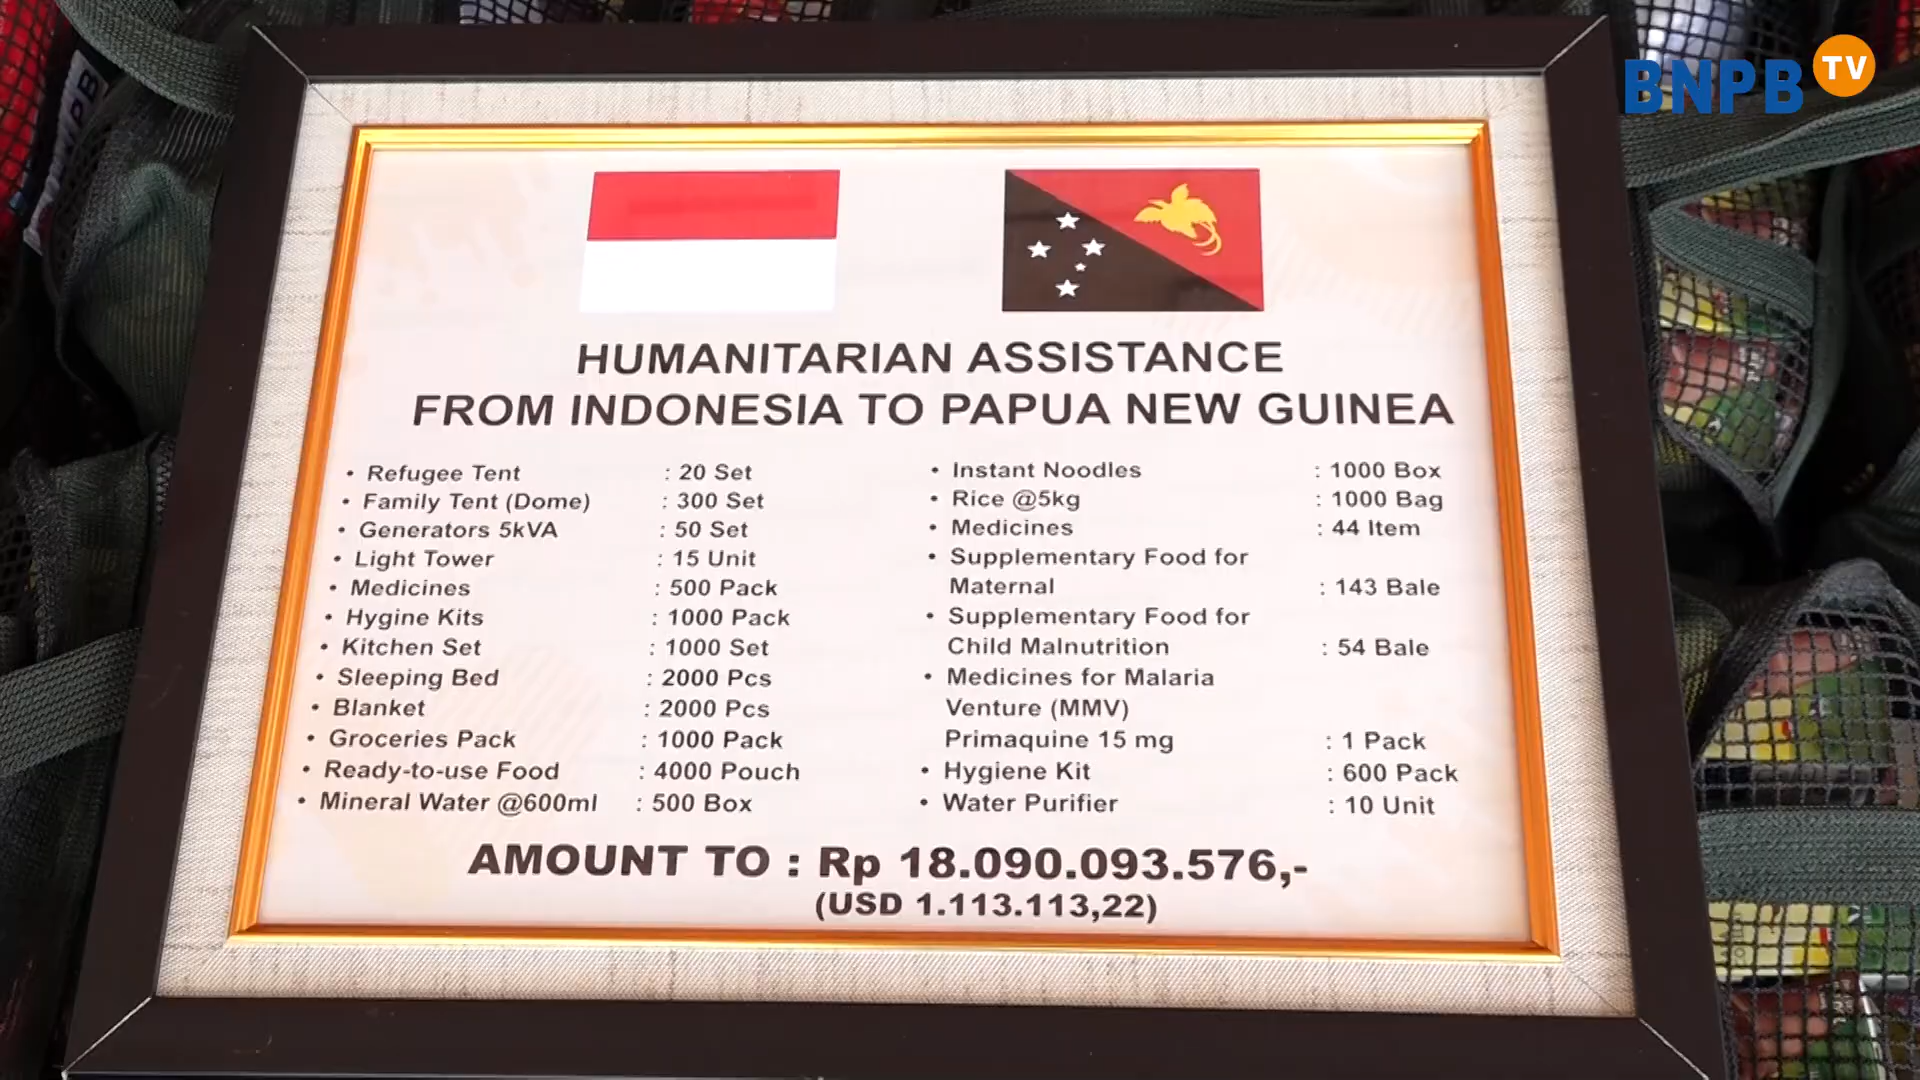 BNPB TV
BNPB
HUMANITARIAN ASSISTANCE
FROM INDONESIA TO PAPUA NEW GUINEA
• Refugee Tent : 20 Set
• Family Tent (Dome) : 300 Set
• Generators 5kVA : 50 Set
• Light Tower : 15 Unit
• Medicines : 500 Pack
• Hygine Kits : 1000 Pack
• Kitchen Set : 1000 Set
• Sleeping Bed : 2000 Pcs
• Blanket : 2000 Pcs
• Groceries Pack : 1000 Pack
• Ready-to-use Food : 4000 Pouch
• Mineral Water @600ml : 500 Box
• Instant Noodles : 1000 Box
• Rice @5kg : 1000 Bag
• Medicines : 44 Item
• Supplementary Food for
Maternal : 143 Bale
• Supplementary Food for
Child Malnutrition : 54 Bale
• Medicines for Malaria
Venture (MMV)
Primaquine 15 mg : 1 Pack
• Hygiene Kit : 600 Pack
• Water Purifier : 10 Unit
AMOUNT TO : Rp 18.090.093.576,-
(USD 1.113.113,22)